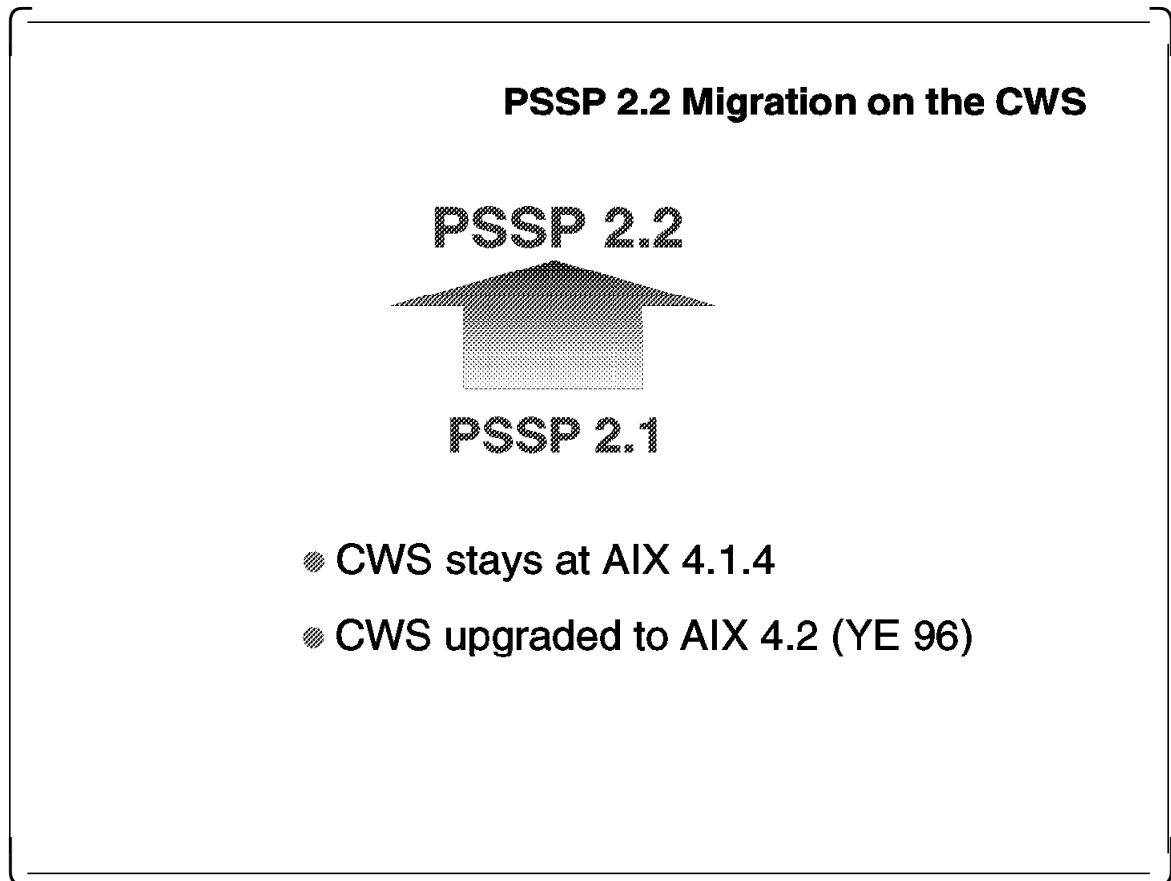 PSSP 2.2 Migration on the CWS
PSSP 2.2
PSSP 2.1
CWS stays at AIX 4.1.4
CWS upgraded to AIX 4.2 (YE 96)